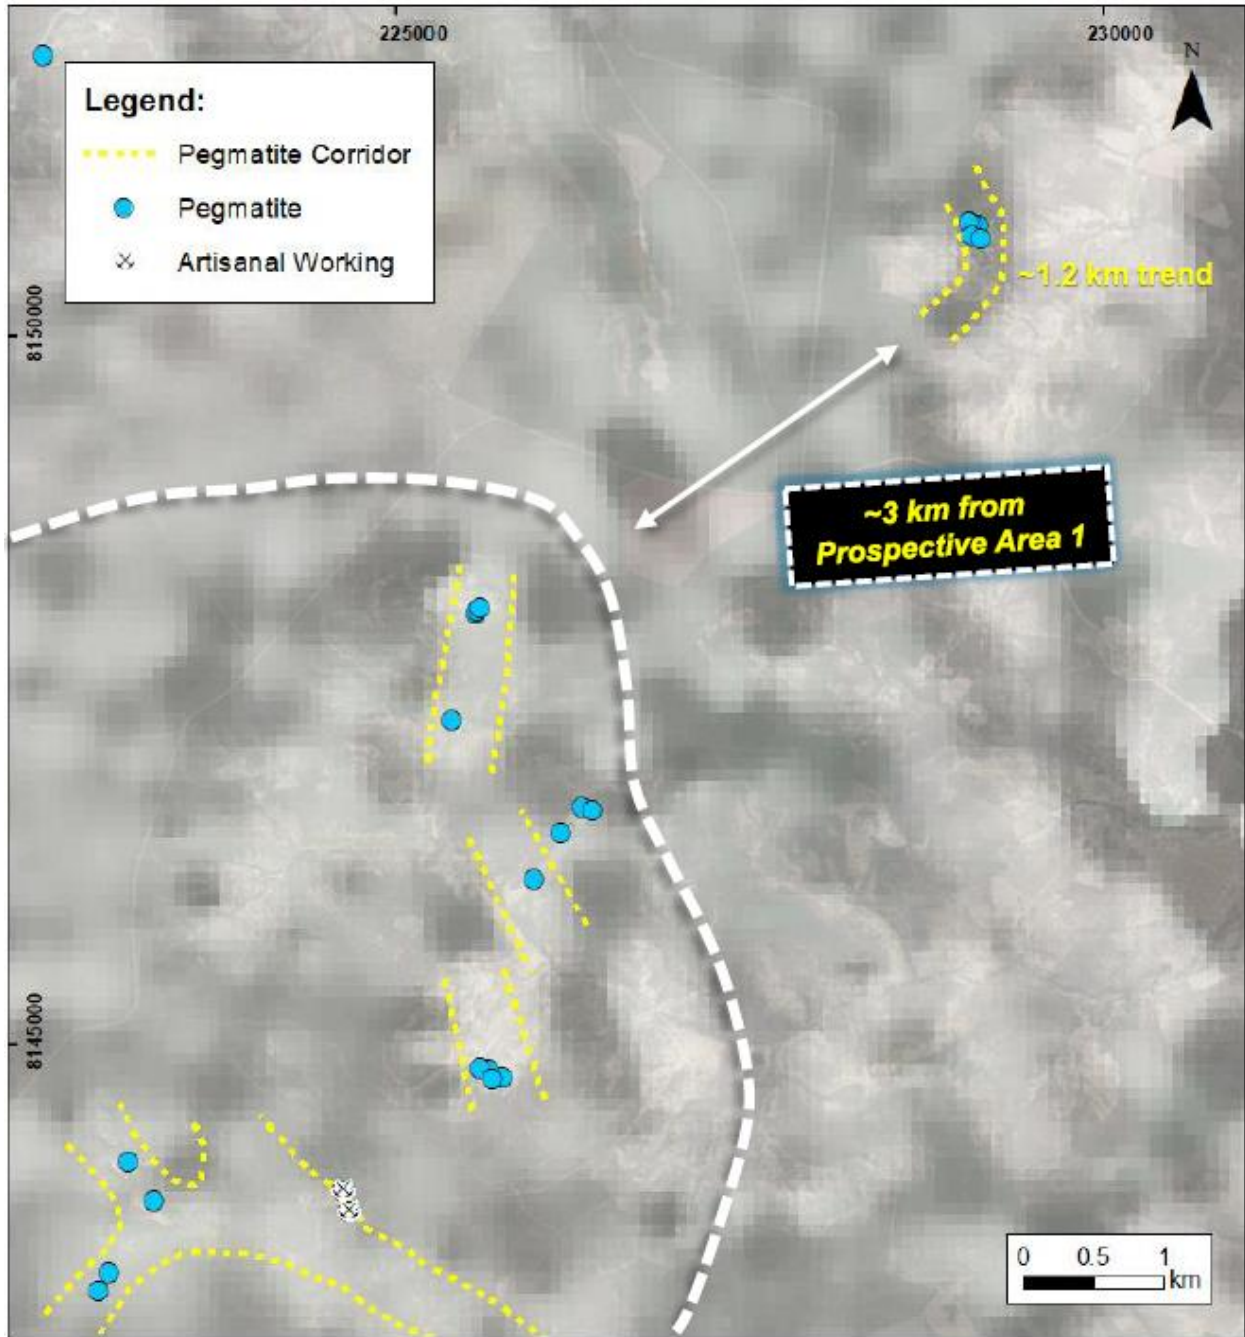 225000
230000
N
Legend:
Pegmatite Corridor
Pegmatite
Artisanal Working
~1.2 km trend
8150000
~3 km from
Prospective Area 1
8145000
0 0.5 1
km